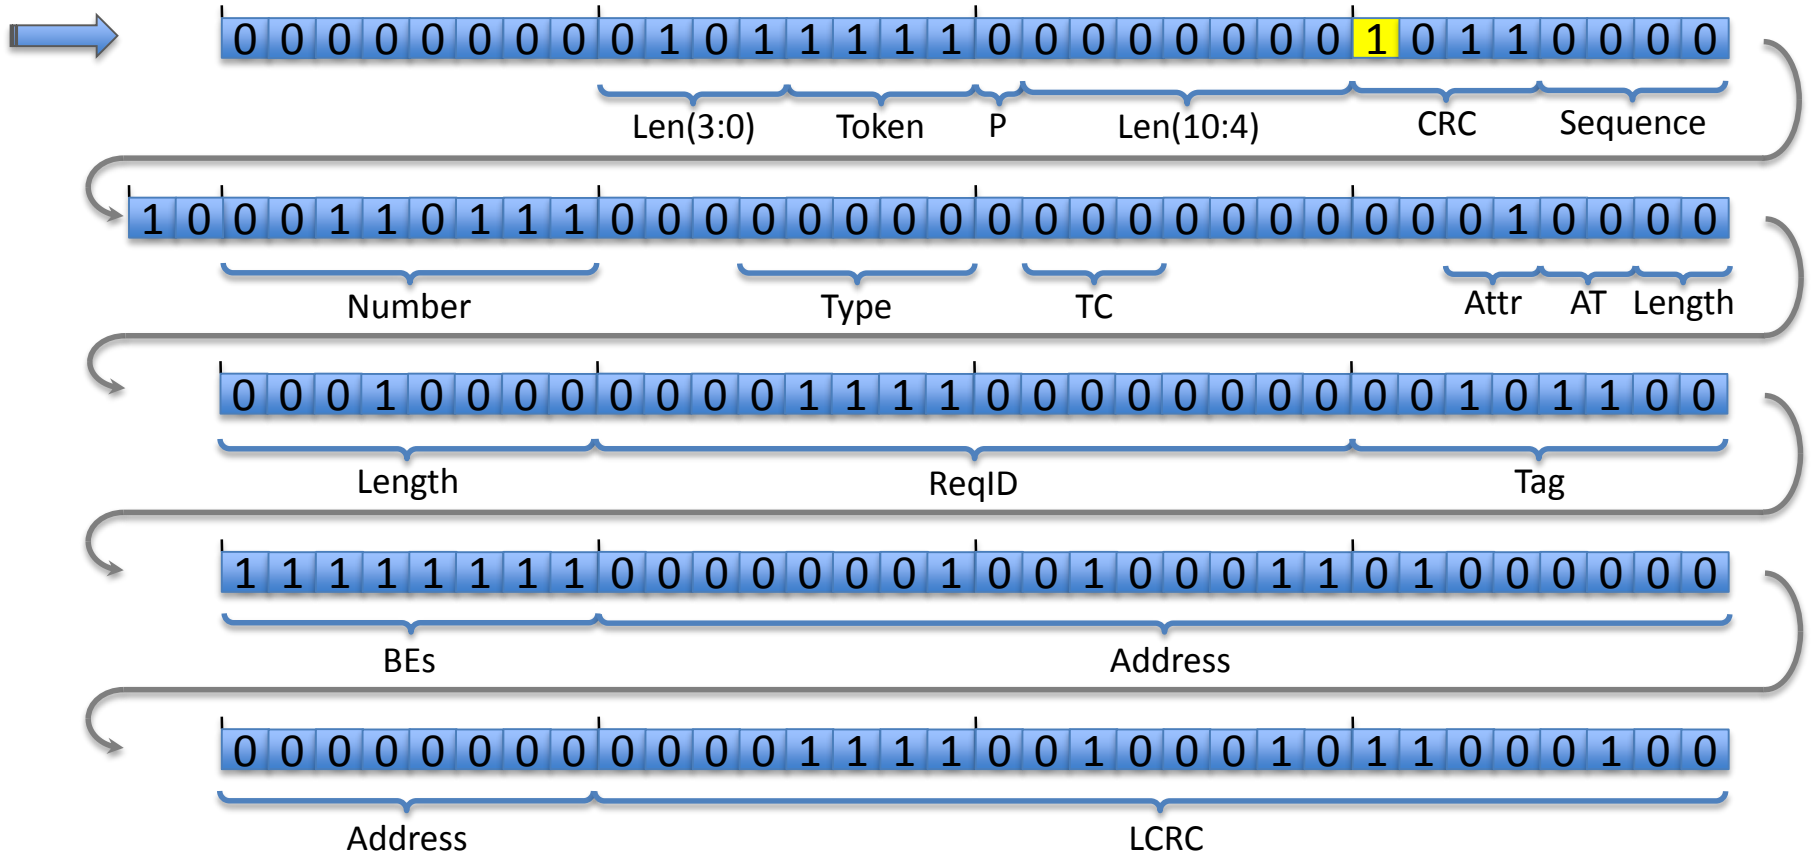 0 0 0 0 0 0 0 0 0 1 0 1 1 1 1 1 0 0 0 0 0 0 0 0 1 0 1 1 0 0 0 0
Len(3:0) Token P Len(10:4) CRC Sequence
1 0 0 0 1 1 0 1 1 1 0 0 0 0 0 0 0 0 0 0 0 0 0 0 0 0 0 0 0 1 0 0 0 0
Number Type TC Attr AT Length
0 0 0 1 0 0 0 0 0 0 0 0 1 1 1 1 0 0 0 0 0 0 0 0 0 0 1 0 1 1 0 0
Length ReqID Tag
1 1 1 1 1 1 1 1 0 0 0 0 0 0 0 1 0 0 1 0 0 0 1 1 0 1 0 0 0 0 0 0
BEs Address
0 0 0 0 0 0 0 0 0 0 0 0 1 1 1 1 0 0 1 0 0 0 1 0 1 1 0 0 0 1 0 0
Address LCRC